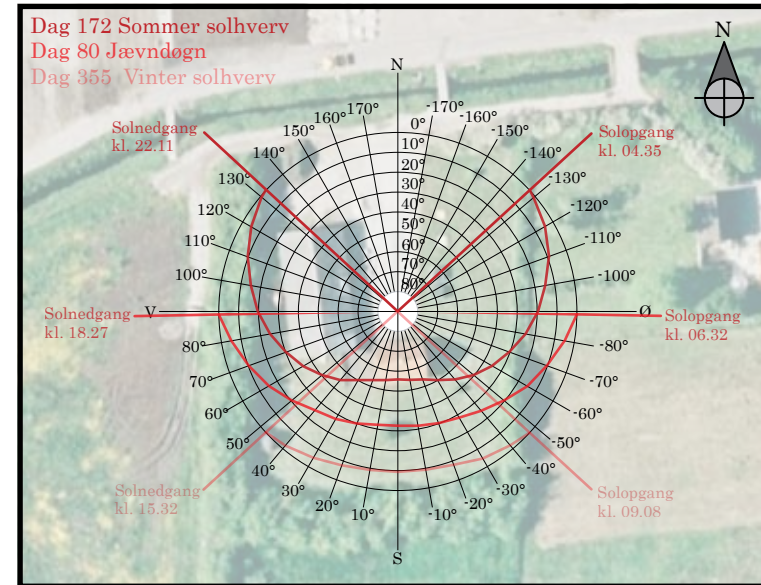 Dag 172 Sommer solhverv
Dag 80 Jævndøgn
Dag 355 Vinter solhverv
N
N
170°
-170°
160°
-160°
150°
-150°
140°
-140°
130°
-130°
120°
-120°
110°
-110°
100°
-100°
0°
10°
20°
30°
40°
50°
60°
70°
80°
Solnedgang
kl. 22.11
Solopgang
kl. 04.35
Solnedgang
kl. 18.27
V
Ø
Solopgang
kl. 06.32
80°
-80°
70°
-70°
60°
-60°
50°
-50°
40°
-40°
30°
-30°
20°
-20°
10°
-10°
Solnedgang
kl. 15.32
Solopgang
kl. 09.08
S